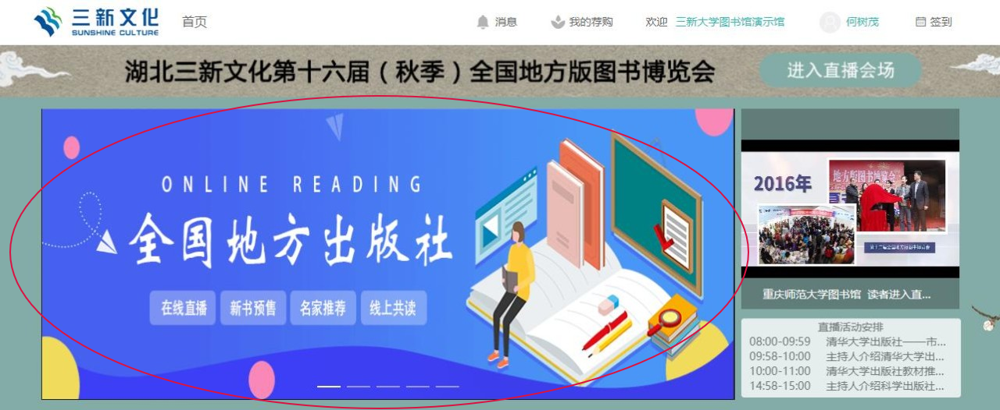 三新文化
SUNSHINE CULTURE
首页
消息
我的荐购
欢迎 三新大学图书馆演示馆
何树茂
签到
湖北三新文化第十六届（秋季）全国地方版图书博览会
进入直播会场
ONLINE READING
全国地方出版社
在线直播 新书预售 名家推荐 线上共读
2016年
地方版图书博览会
重庆师范大学图书馆 读者进入直...
直播活动安排
08:00-09:59 清华大学出版社——市...
09:58-10:00 主持人介绍清华大学出...
10:00-11:00 清华大学出版社教材推...
14:58-15:00 主持人介绍科学出版社...